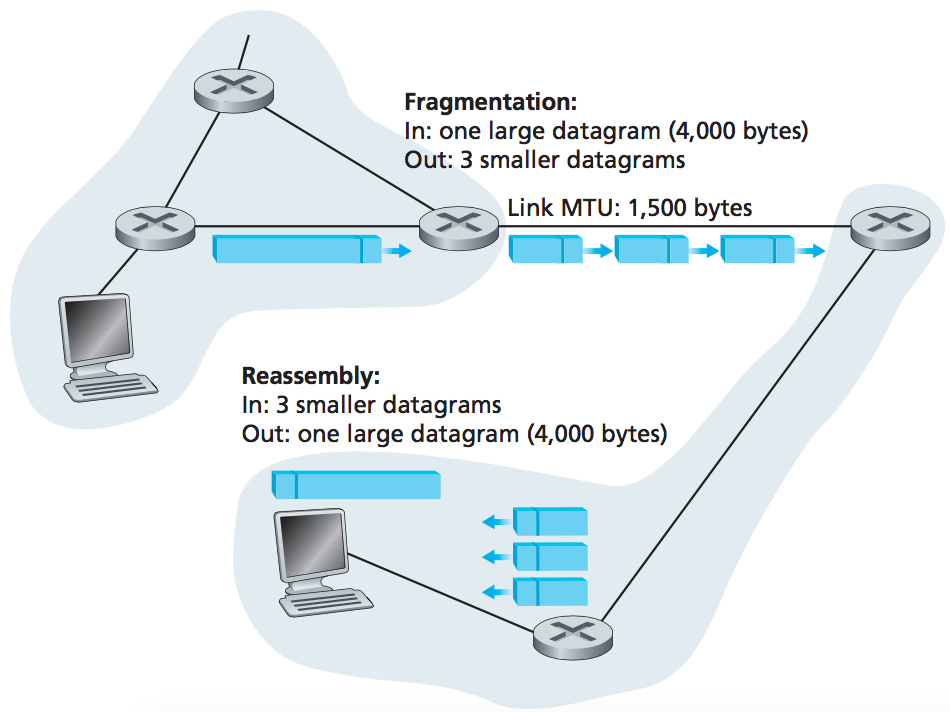 Fragmentation:
In: one large datagram (4,000 bytes)
Out: 3 smaller datagrams
Link MTU: 1,500 bytes
Reassembly:
In: 3 smaller datagrams
Out: one large datagram (4,000 bytes)